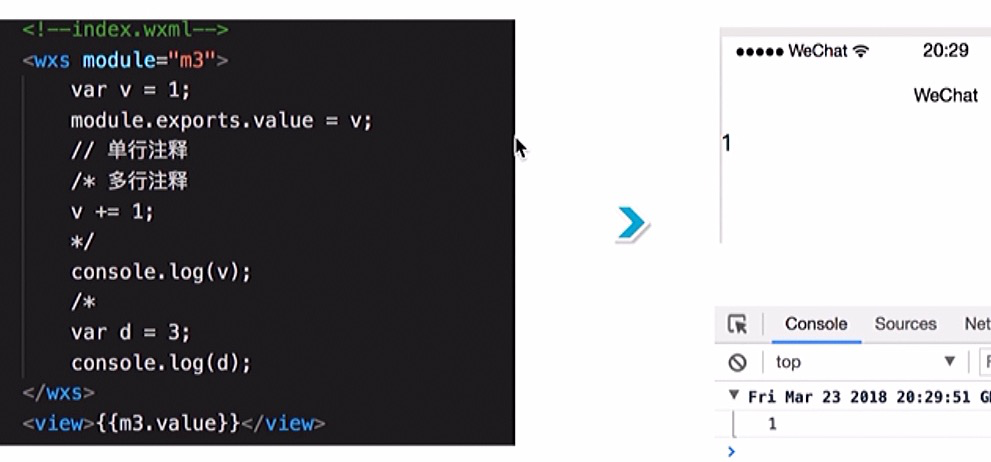 <!--index.wxml-->
<wxs module="m3">
var v = 1;
module.exports.value = v;
// 单行注释
/* 多行注释
v += 1;
*/
console.log(v);
/*
var d = 3;
console.log(d);
</wxs>
<view>{{m3.value}}</view>
WeChat 20:29
WeChat
1
Console Sources Net
top
Fri Mar 23 2018 20:29:51
1